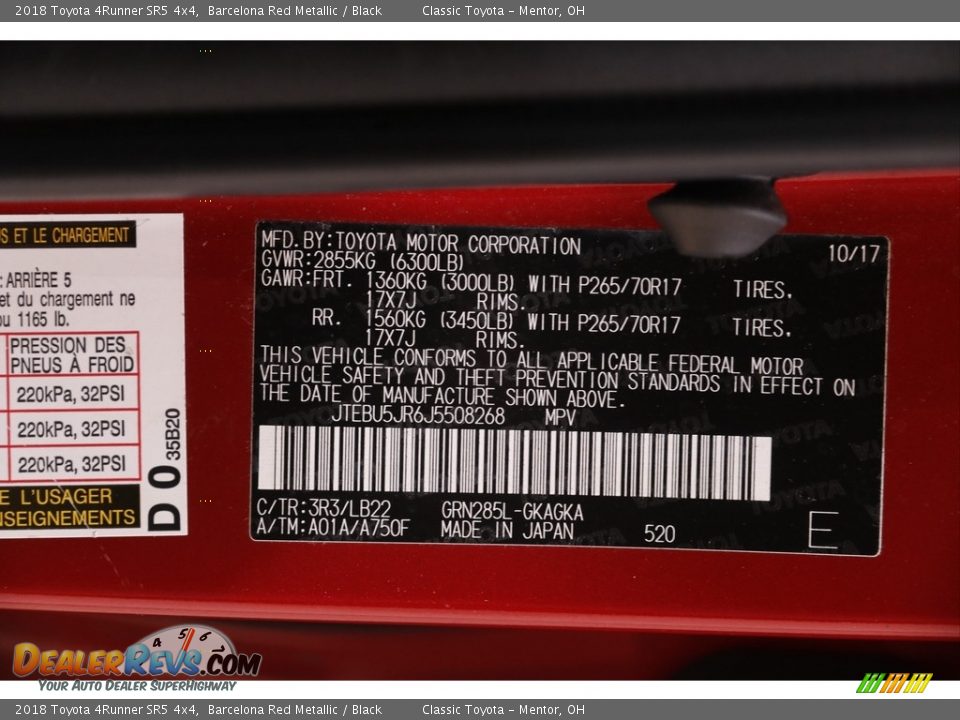 2018 Toyota 4Runner SR5 4x4, Barcelona Red Metallic / Black Classic Toyota – Mentor, OH
S ET LE CHARGEMENT
: ARRIÈRE 5
et du chargement ne
ou 1165 lb.
PRESSION DES
PNEUS À FROID
220kPa, 32PSI
220kPa, 32PSI
220kPa, 32PSI
E L'USAGER
NSEIGNEMENTS
D 0 35B20
MFD. BY: TOYOTA MOTOR CORPORATION 10/17
GVWR: 2855KG (6300LB)
GAWR: FRT. 1360KG (3000LB) WITH P265/70R17 TIRES,
17X7J RIMS.
RR. 1560KG (3450LB) WITH P265/70R17 TIRES,
17X7J RIMS.
THIS VEHICLE CONFORMS TO ALL APPLICABLE FEDERAL MOTOR
VEHICLE SAFETY AND THEFT PREVENTION STANDARDS IN EFFECT ON
THE DATE OF MANUFACTURE SHOWN ABOVE.
JTEBU5JR6J5508268 MPV
C/TR: 3R3/LB22 GRN285L-GKAGKA
A/TM: A01A/A750F MADE IN JAPAN 520 E
4 5 6
DEALERREVS.COM
YOUR AUTO DEALER SUPERHIGHWAY
2018 Toyota 4Runner SR5 4x4, Barcelona Red Metallic / Black Classic Toyota – Mentor, OH